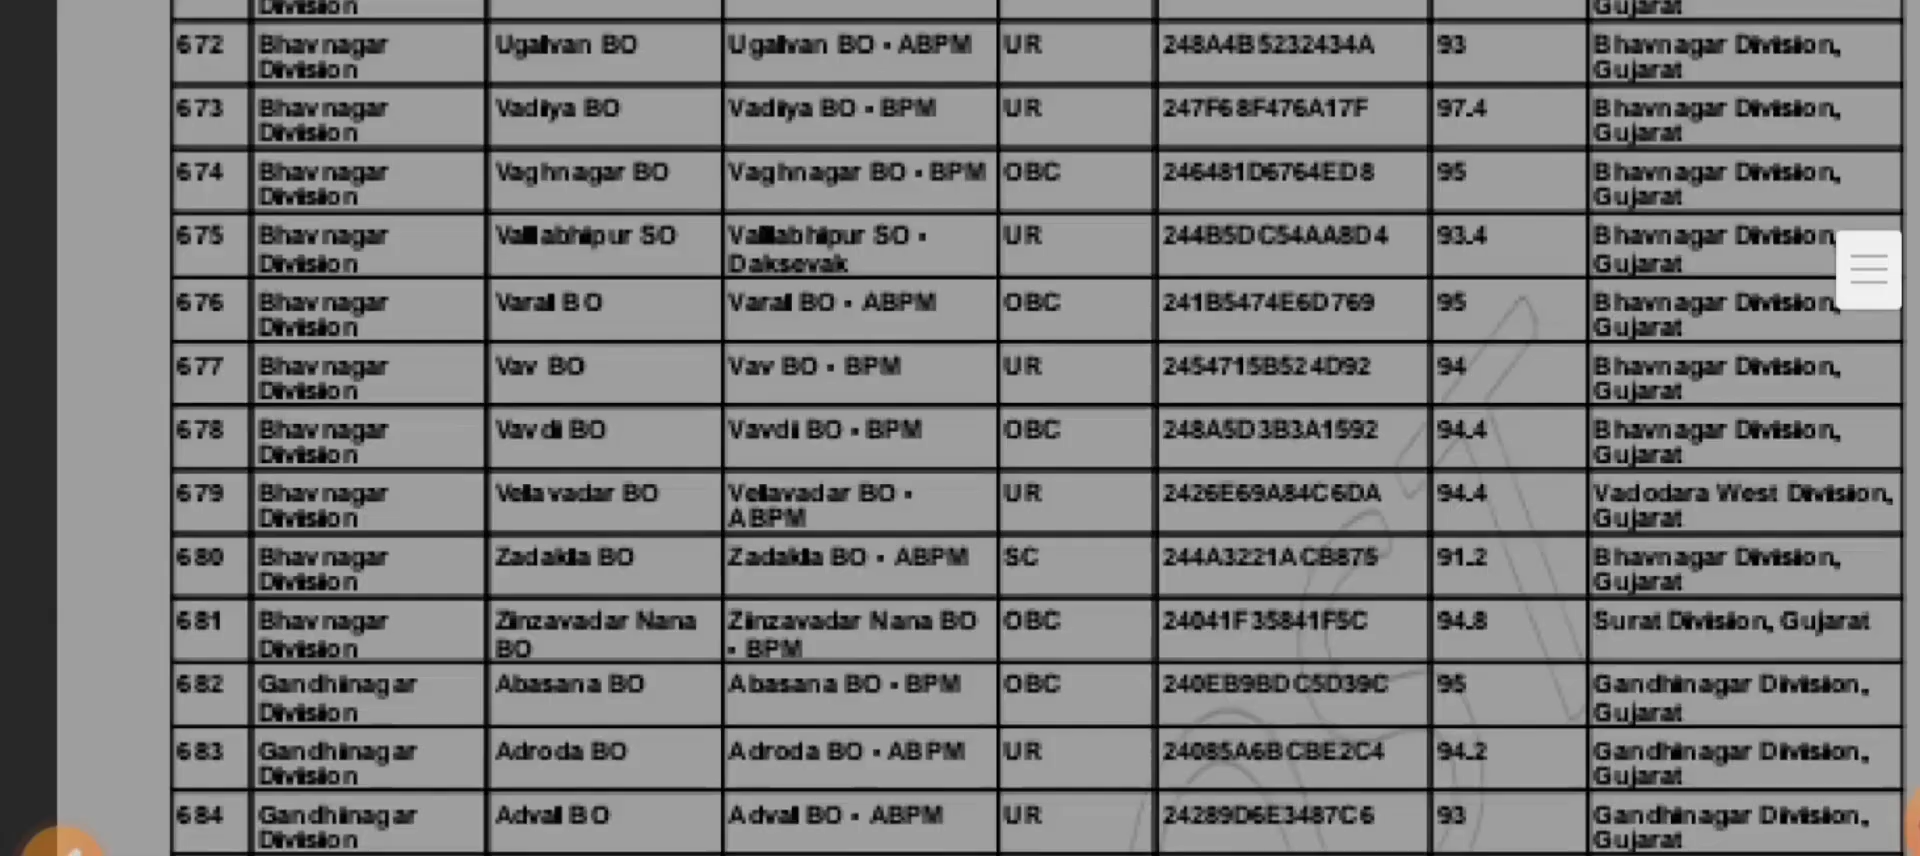 Division Gujarat
672 Bhavnagar Division Ugalvan BO Ugalvan BO - ABPM UR 248A4B5232434A 93 Bhavnagar Division, Gujarat
673 Bhavnagar Division Vadiya BO Vadiya BO - BPM UR 247F68F476A17F 97.4 Bhavnagar Division, Gujarat
674 Bhavnagar Division Vaghnagar BO Vaghnagar BO - BPM OBC 246481D6764ED8 95 Bhavnagar Division, Gujarat
675 Bhavnagar Division Vallabhipur SO Vallabhipur SO - Daksevak UR 244B5DC54AA8D4 93.4 Bhavnagar Division, Gujarat
676 Bhavnagar Division Varal BO Varal BO - ABPM OBC 241B5474E6D769 95 Bhavnagar Division, Gujarat
677 Bhavnagar Division Vav BO Vav BO - BPM UR 2454715B524D92 94 Bhavnagar Division, Gujarat
678 Bhavnagar Division Vavdi BO Vavdi BO - BPM OBC 248A5D3B3A1592 94.4 Bhavnagar Division, Gujarat
679 Bhavnagar Division Velavadar BO Velavadar BO - ABPM UR 2426E69A84C6DA 94.4 Vadodara West Division, Gujarat
680 Bhavnagar Division Zadakla BO Zadakla BO - ABPM SC 244A3221ACB875 91.2 Bhavnagar Division, Gujarat
681 Bhavnagar Division Zinzavadar Nana BO Zinzavadar Nana BO - BPM OBC 24041F35841F5C 94.8 Surat Division, Gujarat
682 Gandhinagar Division Abasana BO Abasana BO - BPM OBC 240EB9BDC5D39C 95 Gandhinagar Division, Gujarat
683 Gandhinagar Division Adroda BO Adroda BO - ABPM UR 24085A6BCBE2C4 94.2 Gandhinagar Division, Gujarat
684 Gandhinagar Division Adval BO Adval BO - ABPM UR 24289D6E3487C6 93 Gandhinagar Division, Gujarat